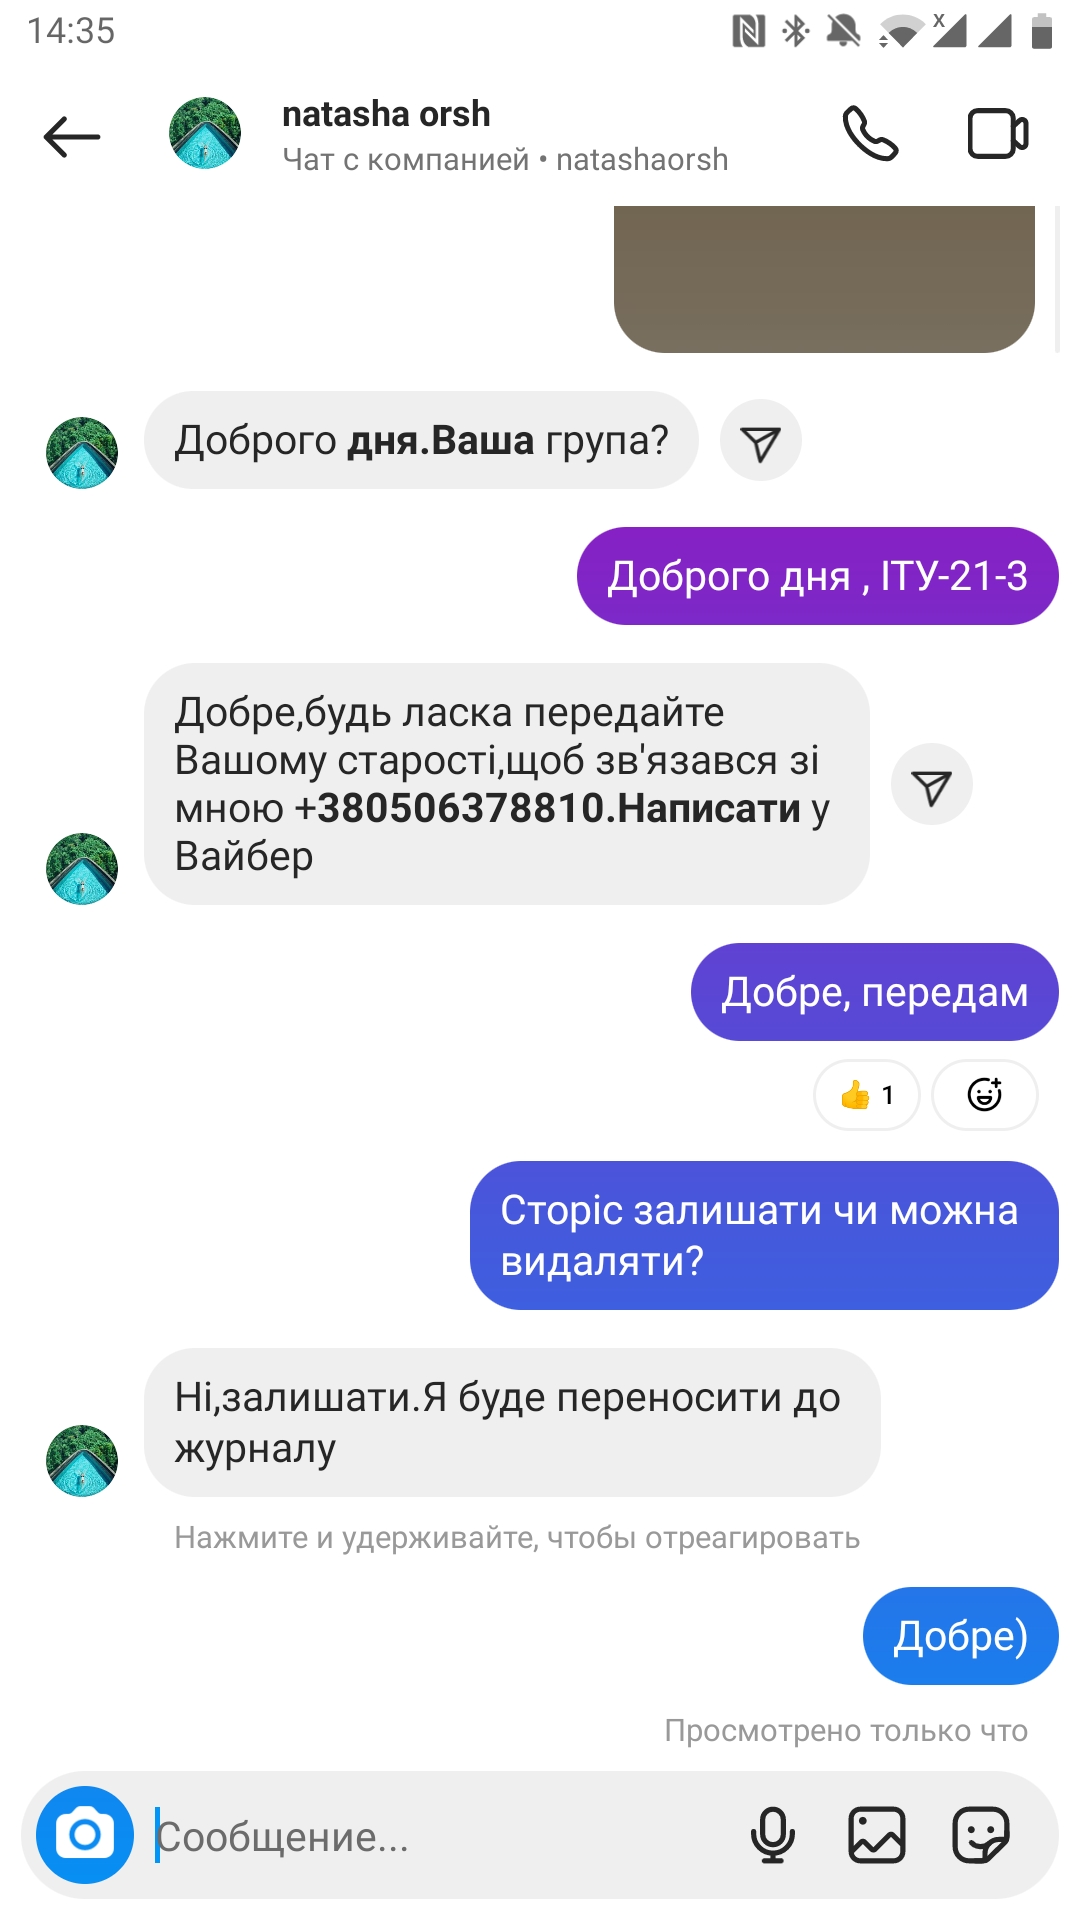 14:35
natasha orsh
Чат с компанией • natashaorsh
Доброго дня.Ваша група?
Доброго дня , ІТУ-21-3
Добре,будь ласка передайте
Вашому старості,щоб зв'язався зі
мною +380506378810.Написати у
Вайбер
Добре, передам
👍 1
Сторіс залишати чи можна
видаляти?
Ні,залишати.Я буде переносити до
журналу
Нажмите и удерживайте, чтобы отреагировать
Добре)
Просмотрено только что
Сообщение...